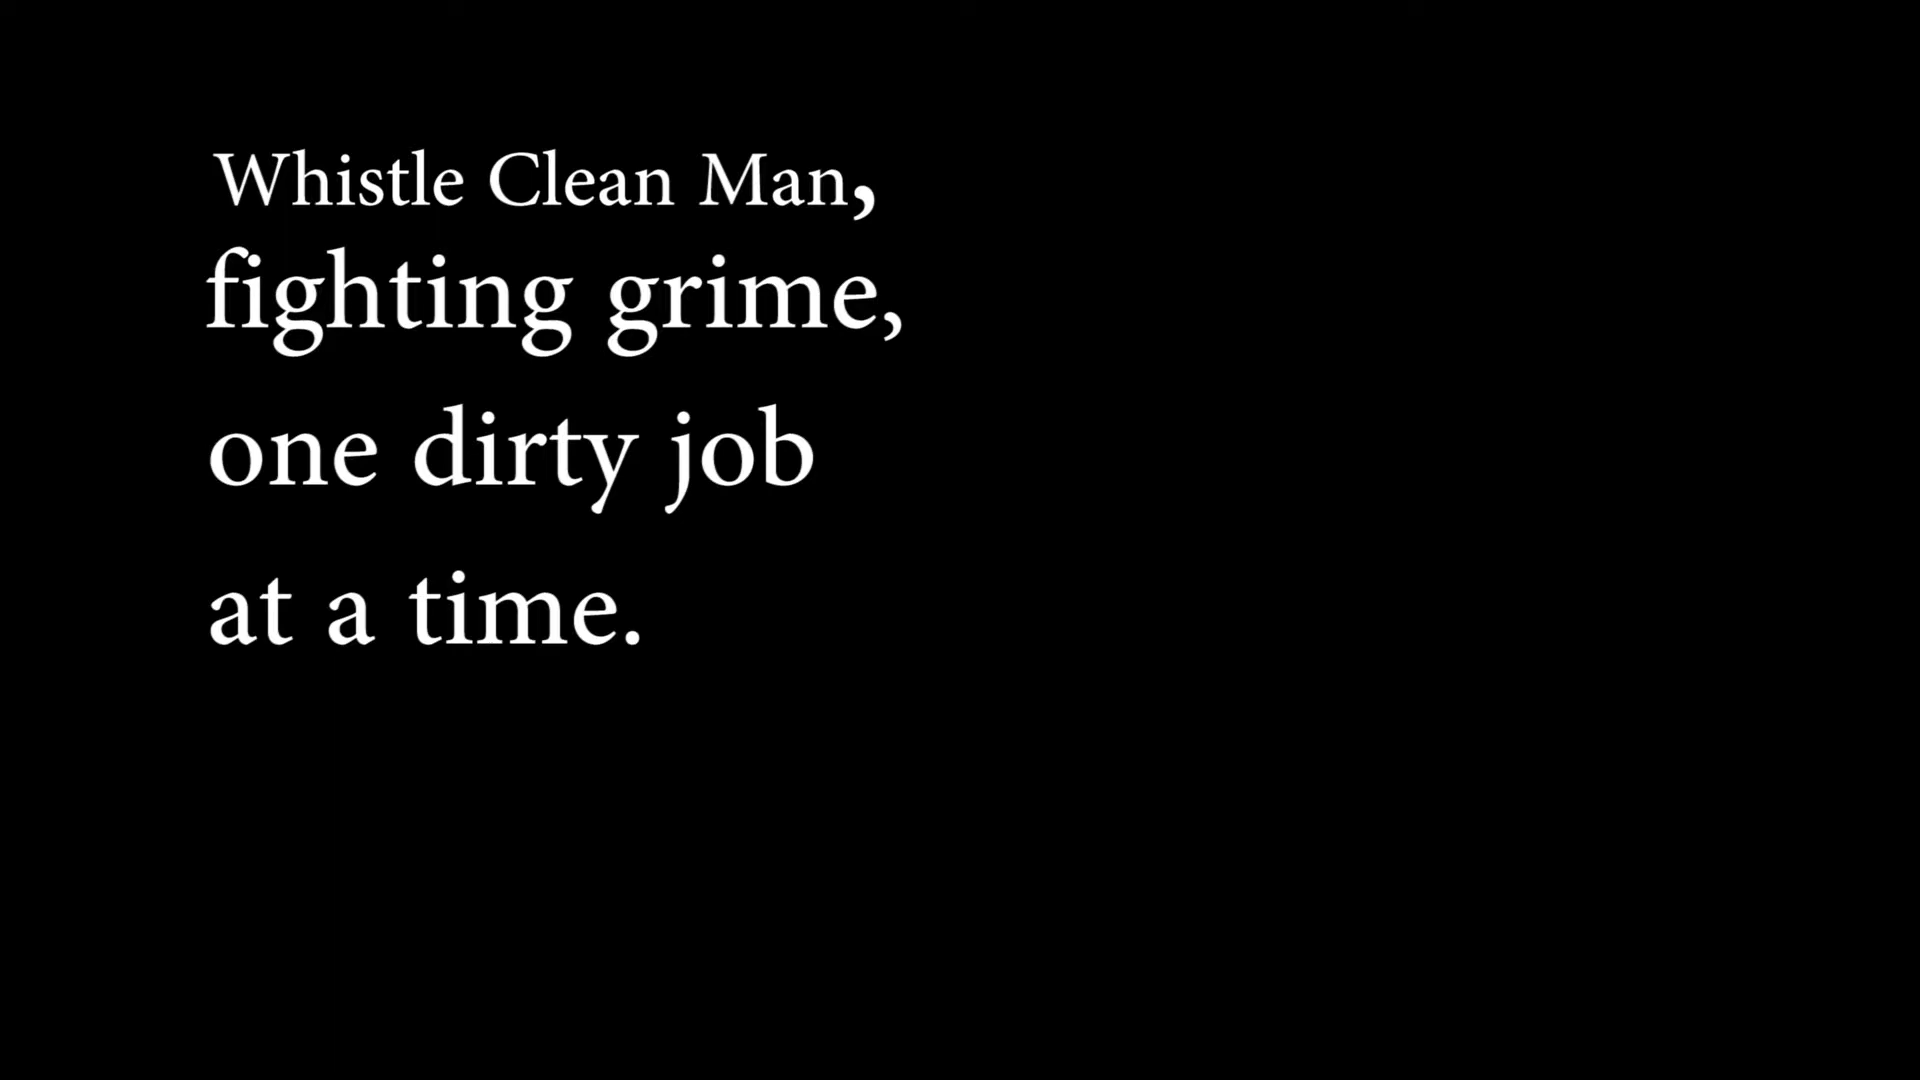 Whistle Clean Man,
fighting grime,
one dirty job
at a time.